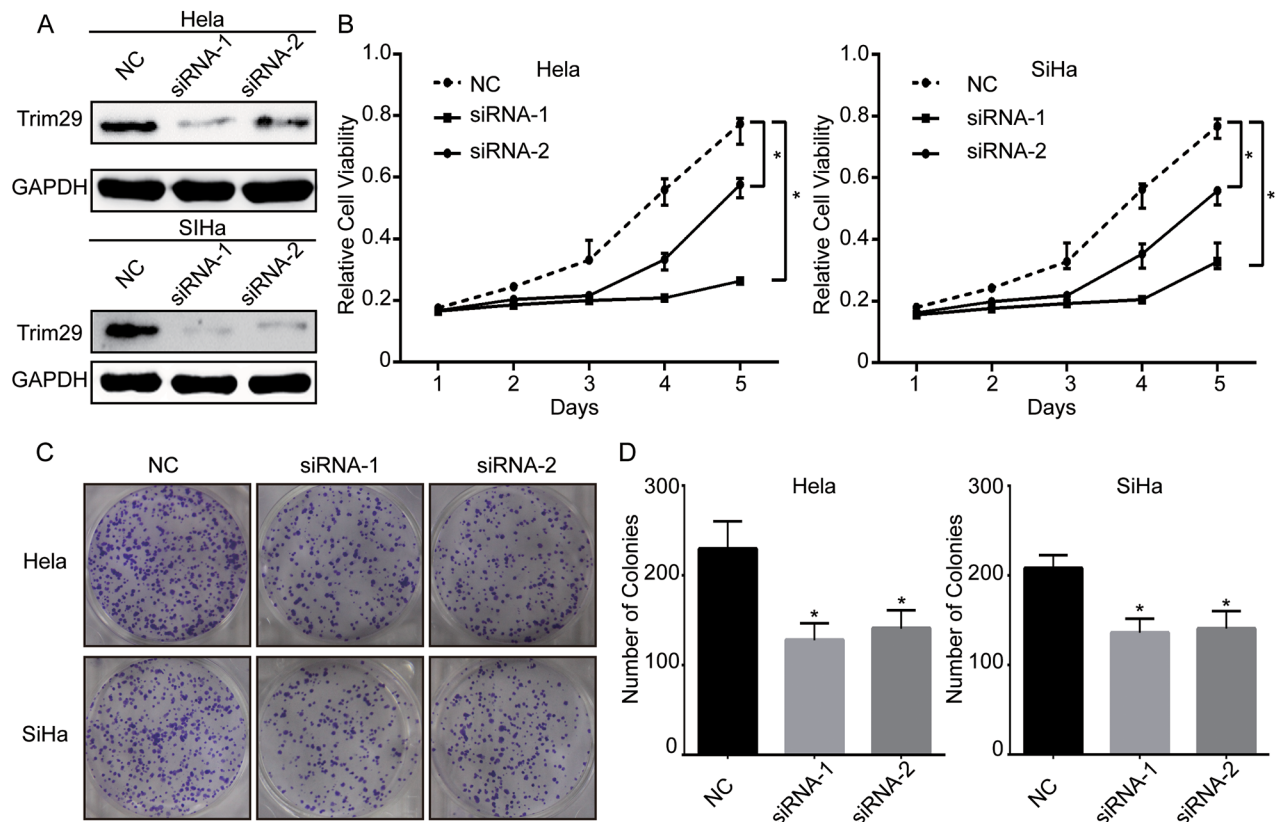 A
Hela
NC
siRNA-1
siRNA-2
Trim29
GAPDH
SIHa
NC
siRNA-1
siRNA-2
Trim29
GAPDH
B
Hela
NC
siRNA-1
siRNA-2
Relative Cell Viability
1.0
0.8
0.6
0.4
0.2
0
1 2 3 4 5
Days
*
*
SiHa
NC
siRNA-1
siRNA-2
Relative Cell Viability
1.0
0.8
0.6
0.4
0.2
0
1 2 3 4 5
Days
*
*
C
NC siRNA-1 siRNA-2
Hela
SiHa
D
Hela
Number of Colonies
300
200
100
0
* *
NC siRNA-1 siRNA-2
SiHa
Number of Colonies
300
200
100
0
* *
NC siRNA-1 siRNA-2